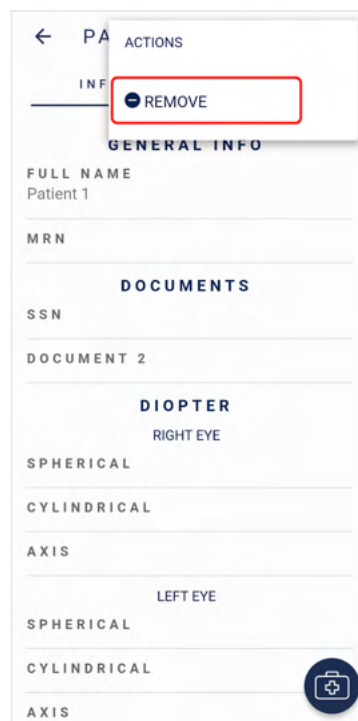 PA
ACTIONS
INF
REMOVE
GENERAL INFO
FULL NAME
Patient 1
MRN
DOCUMENTS
SSN
DOCUMENT 2
DIOPTER
RIGHT EYE
SPHERICAL
CYLINDRICAL
AXIS
LEFT EYE
SPHERICAL
CYLINDRICAL
AXIS